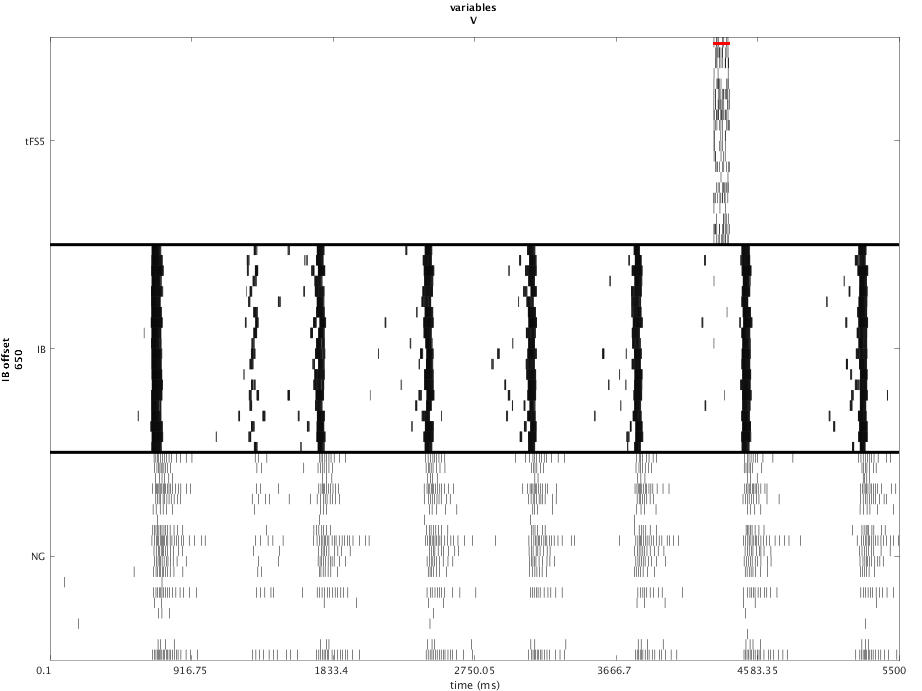 variables
V
tFS5
IB offset
650
IB
NG
0.1 916.75 1833.4 2750.05 3666.7 4583.35 5500
time (ms)